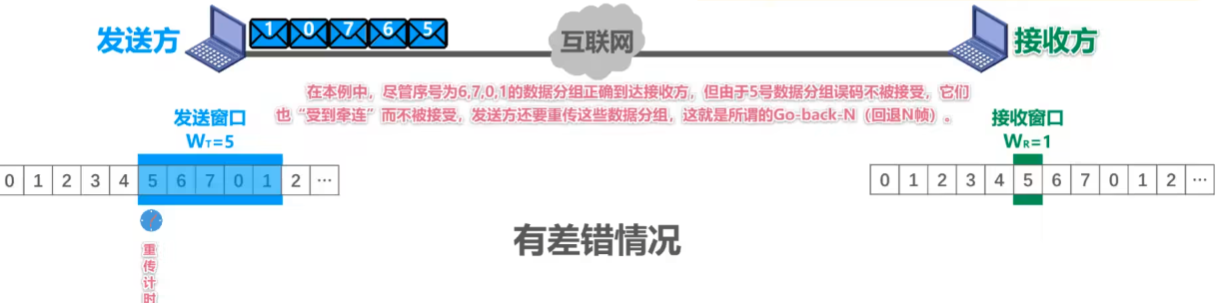 1 0 7 6 5
发送方
互联网
接收方
在本例中，尽管序号为6,7,0,1的数据分组正确到达接收方，但由于5号数据分组误码不被接受，它们
也“受到牵连”而不被接受，发送方还要重传这些数据分组，这就是所谓的Go-back-N（回退N帧）。
发送窗口
WT=5
接收窗口
WR=1
0 1 2 3 4 5 6 7 0 1 2 ···
0 1 2 3 4 5 6 7 0 1 2 ···
重
传
计
时
有差错情况